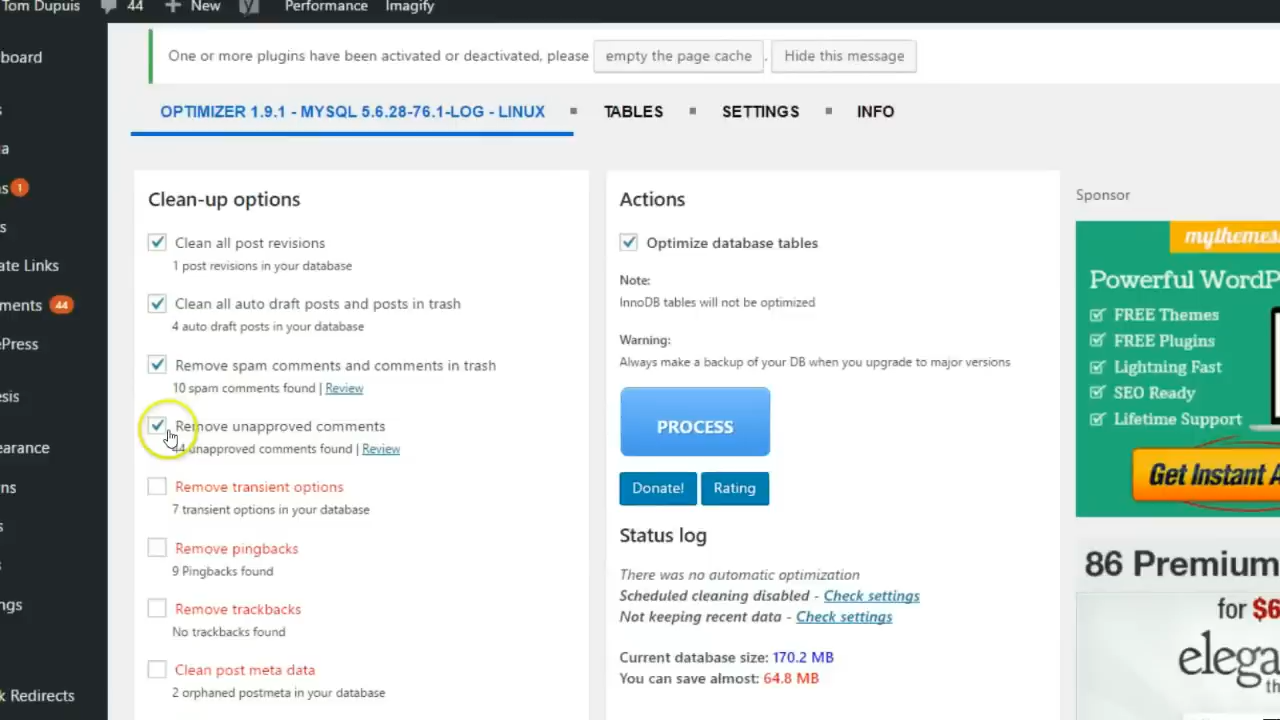 Tom Dupuis 44 New Performance Imagify
board
One or more plugins have been activated or deactivated, please empty the page cache . Hide this message
OPTIMIZER 1.9.1 - MYSQL 5.6.28-76.1-LOG - LINUX TABLES SETTINGS INFO
s
a
s 1
s
ate Links
ments 44
ePress
esis
earance
ns
s
s
ngs
k Redirects
Clean-up options
Clean all post revisions
1 post revisions in your database
Clean all auto draft posts and posts in trash
4 auto draft posts in your database
Remove spam comments and comments in trash
10 spam comments found | Review
Remove unapproved comments
44 unapproved comments found | Review
Remove transient options
7 transient options in your database
Remove pingbacks
9 Pingbacks found
Remove trackbacks
No trackbacks found
Clean post meta data
2 orphaned postmeta in your database
Actions
Optimize database tables
Note:
InnoDB tables will not be optimized
Warning:
Always make a backup of your DB when you upgrade to major versions
PROCESS
Donate! Rating
Status log
There was no automatic optimization
Scheduled cleaning disabled - Check settings
Not keeping recent data - Check settings
Current database size: 170.2 MB
You can save almost: 64.8 MB
Sponsor
mythemes
Powerful WordP
FREE Themes
FREE Plugins
Lightning Fast
SEO Ready
Lifetime Support
Get Instant A
86 Premium
for $6
elega
th